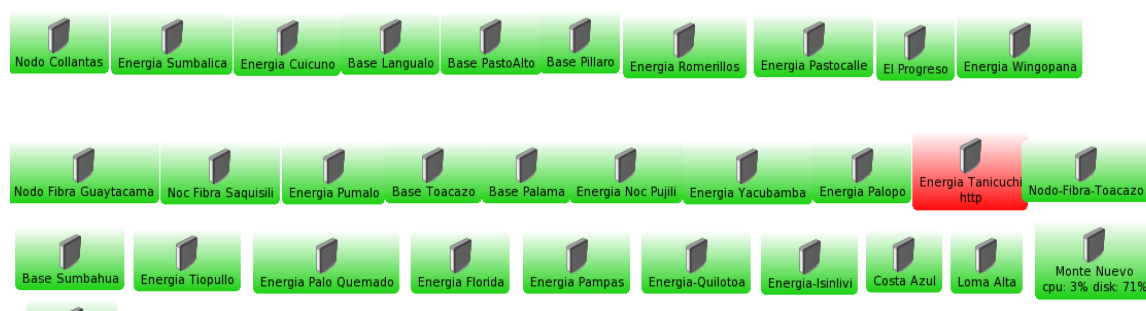 Nodo Collantas
Energia Sumbalica
Energia Cuicuno
Base Langualo
Base PastoAlto
Base Pillaro
Energia Romerillos
Energia Pastocalle
El Progreso
Energia Wingopana
Nodo Fibra Guaytacama
Noc Fibra Saquisili
Energia Pumalo
Base Toacazo
Base Palama
Energia Noc Pujili
Energia Yacubamba
Energia Palopo
Energia Tanicuchi
http
Nodo-Fibra-Toacazo
Base Sumbahua
Energia Tiopullo
Energia Palo Quemado
Energia Florida
Energia Pampas
Energia-Quilotoa
Energia-Isinlivi
Costa Azul
Loma Alta
Monte Nuevo
cpu: 3% disk: 71%